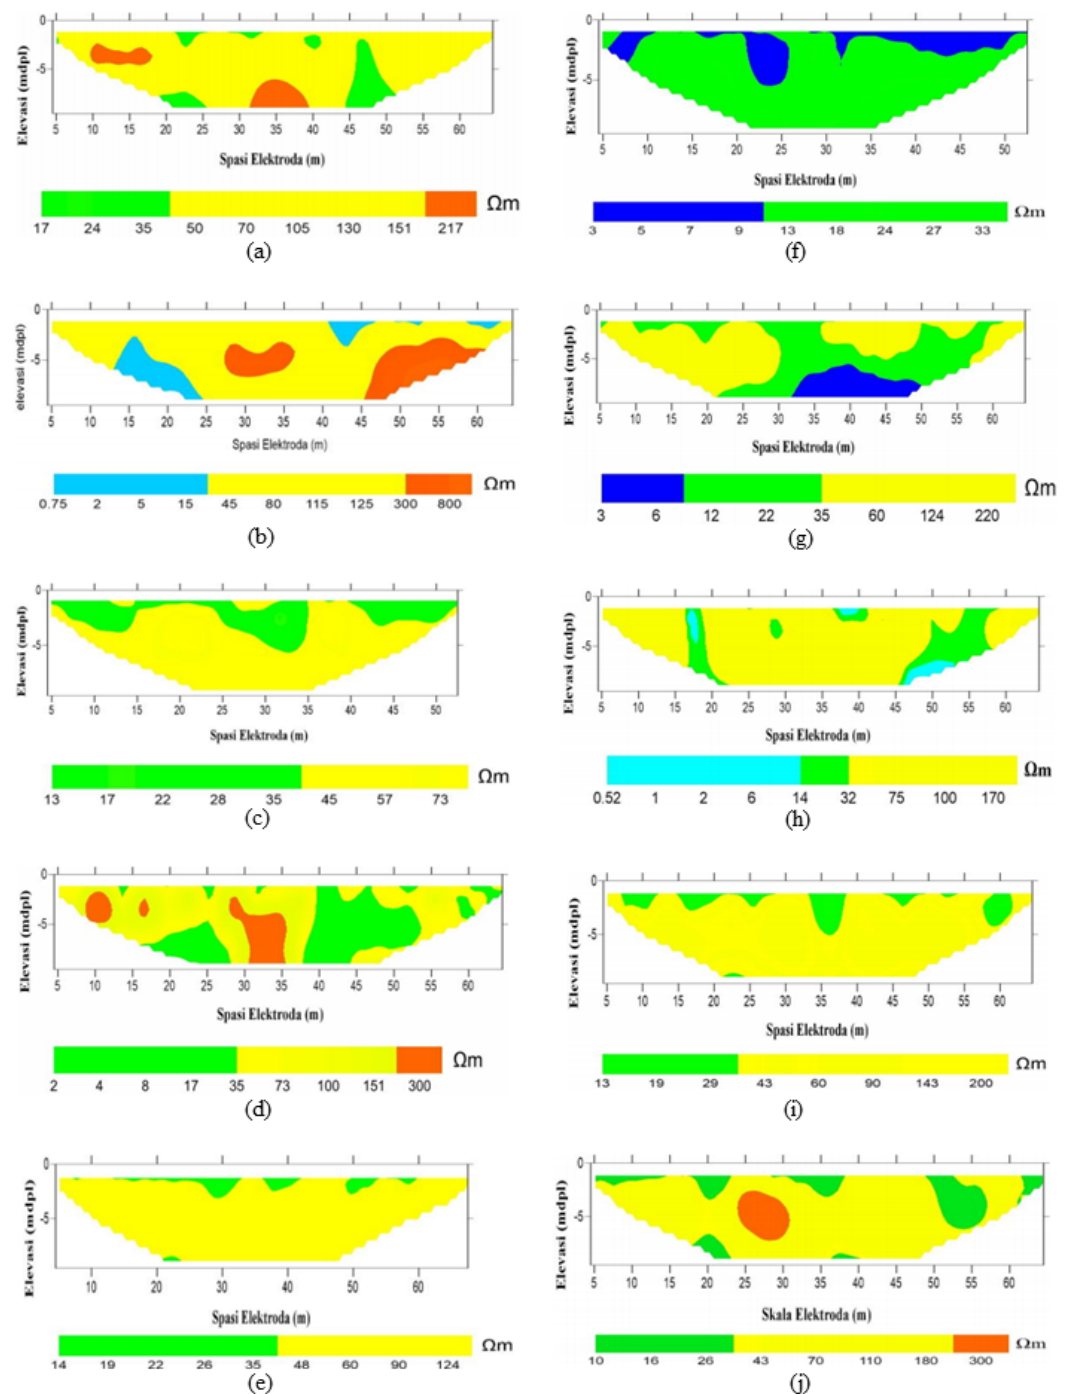 Elevasi (mdpl)
0
-5
5 10 15 20 25 30 35 40 45 50 55 60
Spasi Elektroda (m)
Ωm
17 24 35 50 70 105 130 151 217
(a)
elevasi (mdpl)
0
-5
5 10 15 20 25 30 35 40 45 50 55 60
Spasi Elektroda (m)
Ωm
0.75 2 5 15 45 80 115 125 300 800
(b)
Elevasi (mdpl)
0
-5
5 10 15 20 25 30 35 40 45 50
Spasi Elektroda (m)
Ωm
13 17 22 28 35 45 57 73
(c)
Elevasi (mdpl)
0
-5
5 10 15 20 25 30 35 40 45 50 55 60
Spasi Elektroda (m)
Ωm
2 4 8 17 35 73 100 151 300
(d)
Elevasi (mdpl)
0
-5
10 20 30 40 50 60
Spasi Elektroda (m)
Ωm
14 19 22 26 35 48 60 90 124
(e)
Elevasi (mdpl)
0
-5
5 10 15 20 25 30 35 40 45 50
Spasi Elektroda (m)
Ωm
3 5 7 9 13 18 24 27 33
(f)
Elevasi (mdpl)
0
-5
5 10 15 20 25 30 35 40 45 50 55 60
Spasi Elektroda (m)
Ωm
3 6 12 22 35 60 124 220
(g)
Elevasi (mdpl)
0
-5
5 10 15 20 25 30 35 40 45 50 55 60
Spasi Elektroda (m)
Ωm
0.52 1 2 6 14 32 75 100 170
(h)
Elevasi (mdpl)
0
-5
5 10 15 20 25 30 35 40 45 50 55 60
Spasi Elektroda (m)
Ωm
13 19 29 43 60 90 143 200
(i)
Elevasi (mdpl)
0
-5
5 10 15 20 25 30 35 40 45 50 55 60
Skala Elektroda (m)
Ωm
10 16 26 43 70 110 180 300
(j)